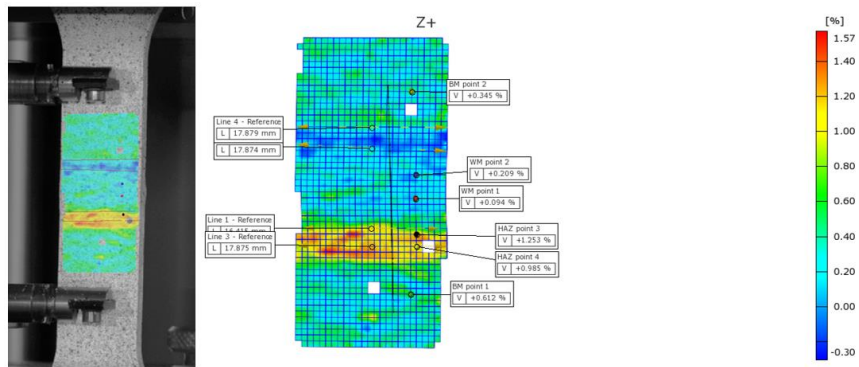 Z+
[%]
1.57
1.40
1.20
1.00
0.80
0.60
0.40
0.20
0.00
-0.30
BM point 2
V +0.345 %
Line 4 - Reference
L 17.879 mm
L 17.874 mm
WM point 2
V +0.209 %
WM point 1
V +0.094 %
Line 1 - Reference
L mm
Line 3 - Reference
L 17.875 mm
HAZ point 3
V +1.253 %
HAZ point 4
V +0.985 %
BM point 1
V +0.612 %